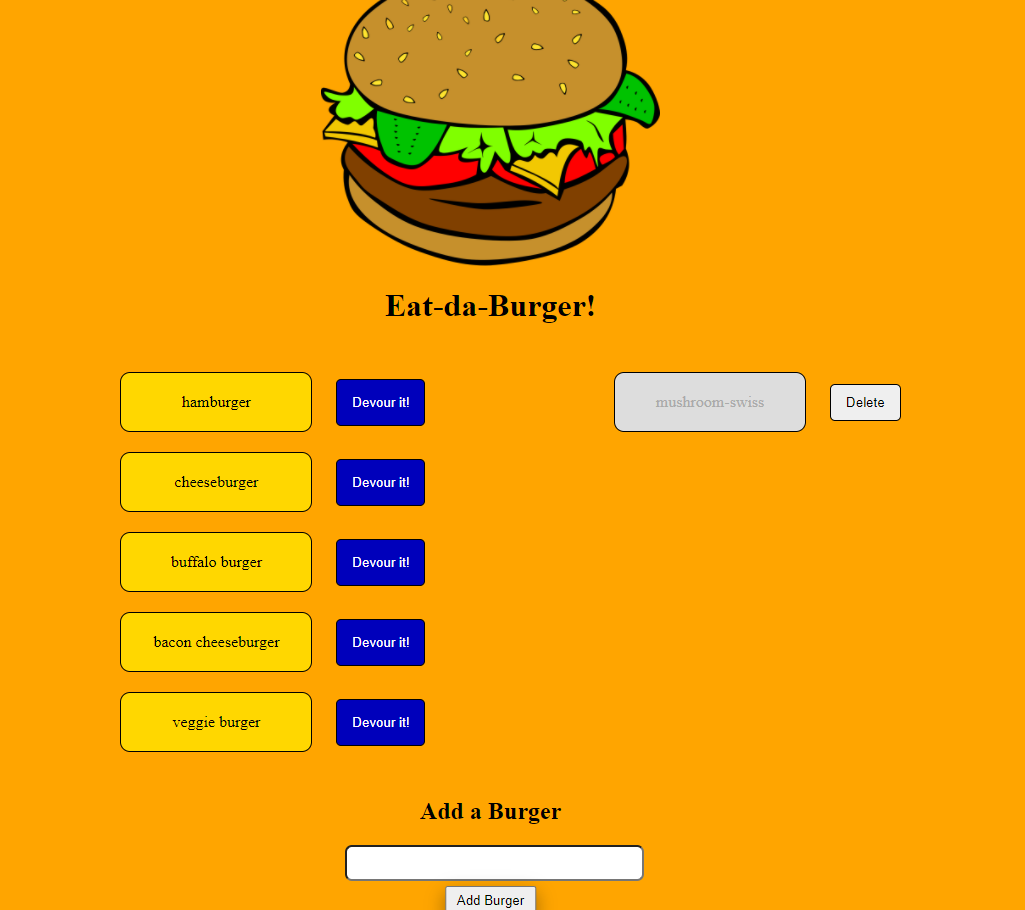 Eat-da-Burger!
hamburger Devour it! mushroom-swiss Delete
cheeseburger Devour it!
buffalo burger Devour it!
bacon cheeseburger Devour it!
veggie burger Devour it!
Add a Burger
Add Burger